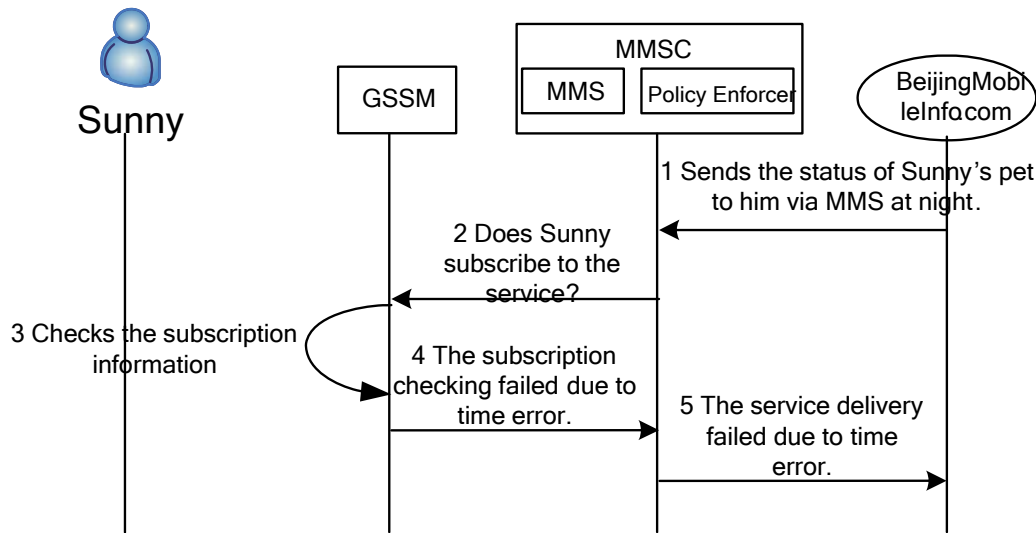 Sunny
GSSM
MMSC
MMS
Policy Enforcer
BeijingMobi
leInfo.com
1 Sends the status of Sunny's pet
to him via MMS at night.
2 Does Sunny
subscribe to the
service?
3 Checks the subscription
information
4 The subscription
checking failed due to
time error.
5 The service delivery
failed due to time
error.